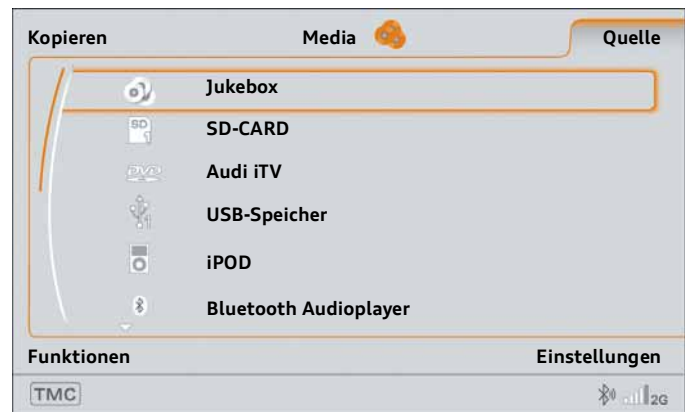 Kopieren Media Quelle
Jukebox
SD 1 SD-CARD
DVD Audi iTV
USB-Speicher
iPOD
Bluetooth Audioplayer
Funktionen Einstellungen
TMC 2G